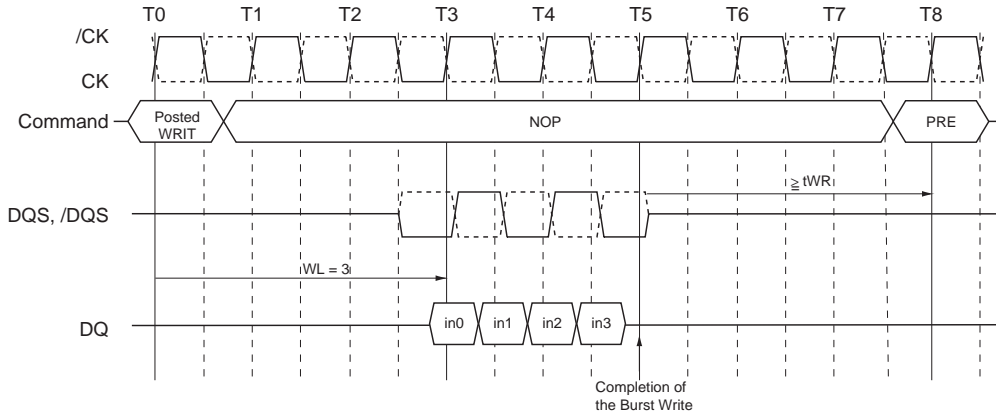 T0 T1 T2 T3 T4 T5 T6 T7 T8
/CK
CK
Command
Posted
WRIT
NOP
PRE
≧ tWR
DQS, /DQS
WL = 3
DQ
in0 in1 in2 in3
Completion of
the Burst Write